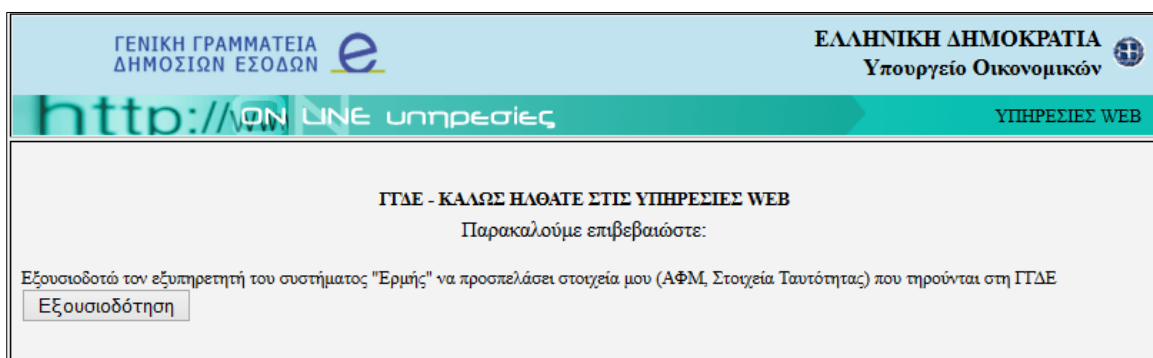 ΓΕΝΙΚΗ ΓΡΑΜΜΑΤΕΙΑ
ΔΗΜΟΣΙΩΝ ΕΣΟΔΩΝ
e
ΕΛΛΗΝΙΚΗ ΔΗΜΟΚΡΑΤΙΑ
Υπουργείο Οικονομικών
http://www ON LINE υπηρεσίες
ΥΠΗΡΕΣΙΕΣ WEB
ΓΓΔΕ - ΚΑΛΩΣ ΗΛΘΑΤΕ ΣΤΙΣ ΥΠΗΡΕΣΙΕΣ WEB
Παρακαλούμε επιβεβαιώστε:
Εξουσιοδοτώ τον εξυπηρετητή του συστήματος "Ερμής" να προσπελάσει στοιχεία μου (ΑΦΜ, Στοιχεία Ταυτότητας) που τηρούνται στη ΓΓΔΕ
Εξουσιοδότηση